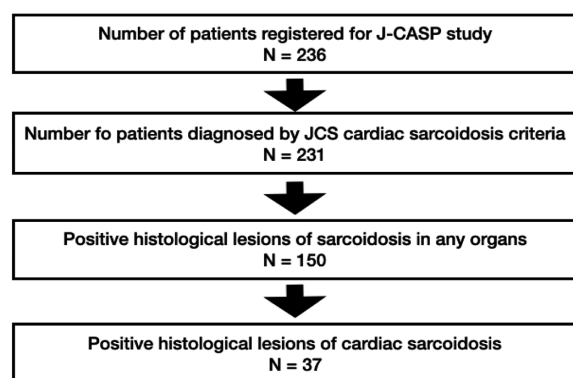 Number of patients registered for J-CASP study
N = 236
Number fo patients diagnosed by JCS cardiac sarcoidosis criteria
N = 231
Positive histological lesions of sarcoidosis in any organs
N = 150
Positive histological lesions of cardiac sarcoidosis
N = 37